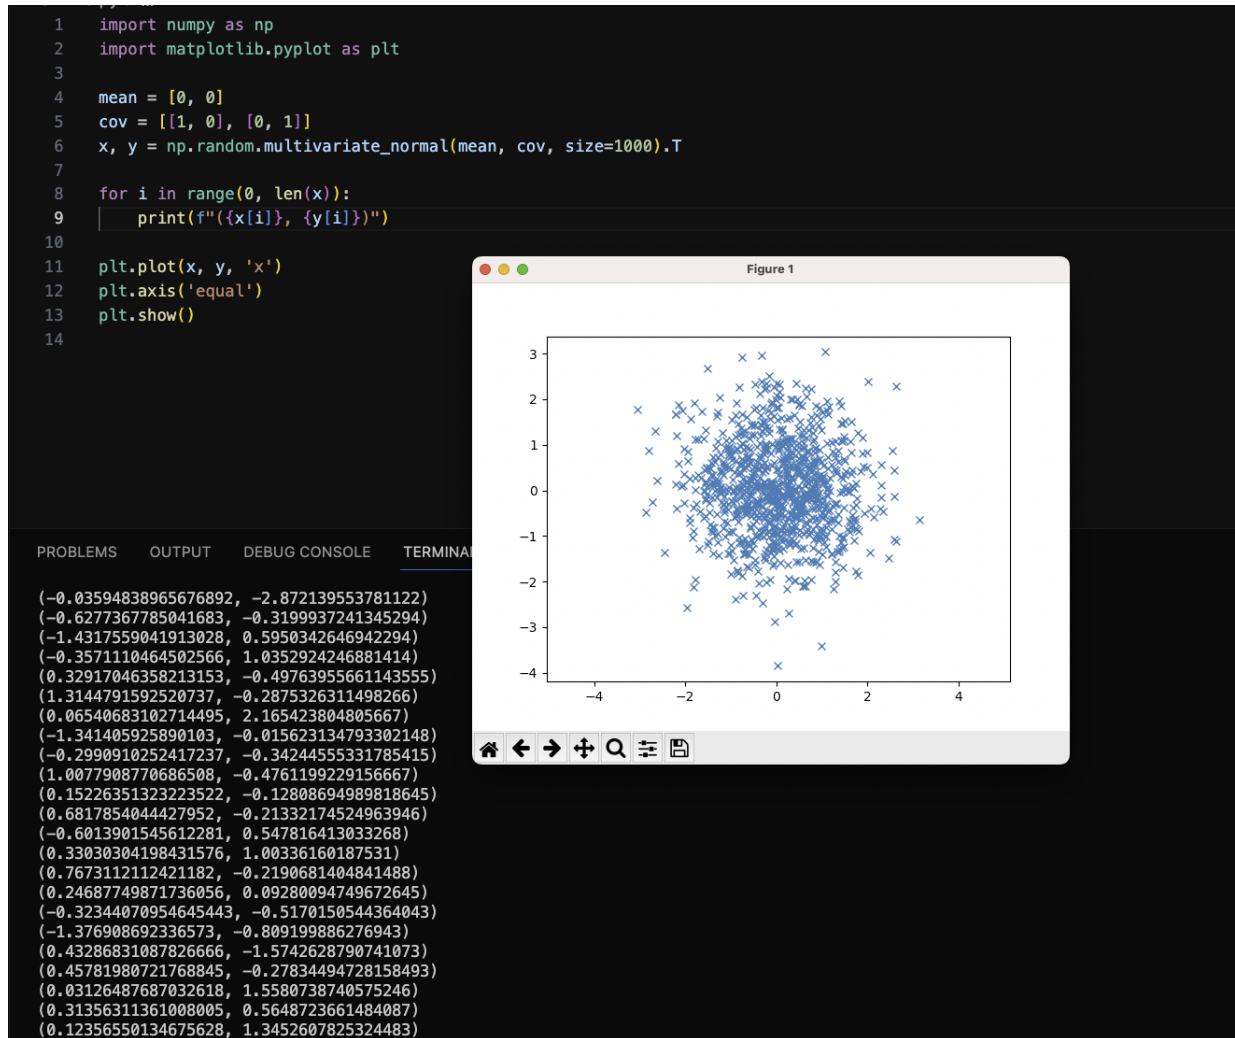 1 import numpy as np
2 import matplotlib.pyplot as plt
3
4 mean = [0, 0]
5 cov = [[1, 0], [0, 1]]
6 x, y = np.random.multivariate_normal(mean, cov, size=1000).T
7
8 for i in range(0, len(x)):
9     print(f"({x[i]}, {y[i]})")
10
11 plt.plot(x, y, 'x')
12 plt.axis('equal')
13 plt.show()
14
Figure 1
3
2
1
0
−1
−2
−3
−4
−4 −2 0 2 4
PROBLEMS OUTPUT DEBUG CONSOLE TERMINA
(-0.03594838965676892, -2.872139553781122)
(-0.6277367785041683, -0.3199937241345294)
(-1.4317559041913028, 0.5950342646942294)
(-0.3571110464502566, 1.0352924246881414)
(0.32917046358213153, -0.49763955661143555)
(1.3144791592520737, -0.2875326311498266)
(0.06540683102714495, 2.165423804805667)
(-1.341405925890103, -0.015623134793302148)
(-0.2990910252417237, -0.342445555331785415)
(1.0077908770686508, -0.4761199229156667)
(0.15226351323223522, -0.12808694989818645)
(0.6817854044427952, -0.21332174524963946)
(-0.6013901545612281, 0.547816413033268)
(0.33030304198431576, 1.00336160187531)
(0.7673112112421182, -0.2190681404841488)
(0.24687749871736056, 0.09280094749672645)
(-0.32344070954645443, -0.5170150544364043)
(-1.376908692336573, -0.809199886276943)
(0.43286831087826666, -1.5742628790741073)
(0.45781980721768845, -0.27834494728158493)
(0.03126487687032618, 1.5580738740575246)
(0.31356311361008005, 0.5648723661484087)
(0.12356550134675628, 1.3452607825324483)